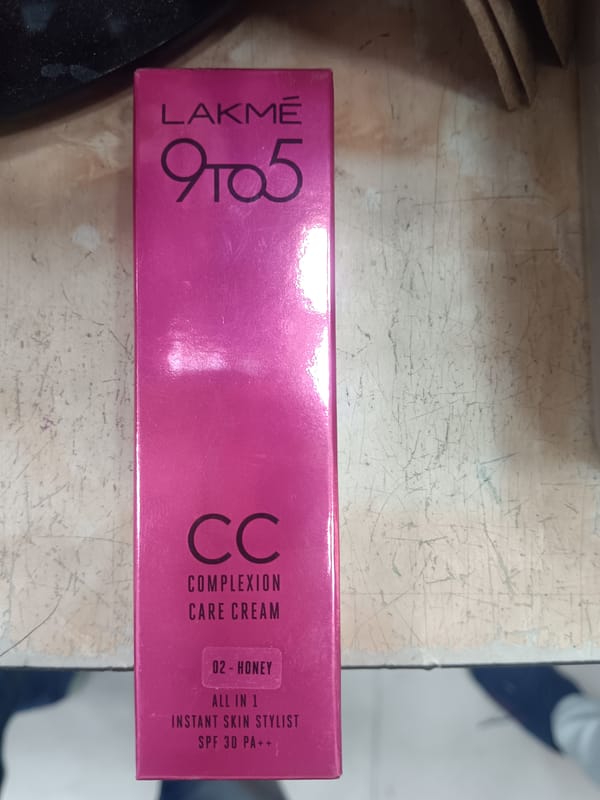 LAKMÉ
9TO5
CC
COMPLEXION
CARE CREAM
02 - HONEY
ALL IN 1
INSTANT SKIN STYLIST
SPF 30 PA++